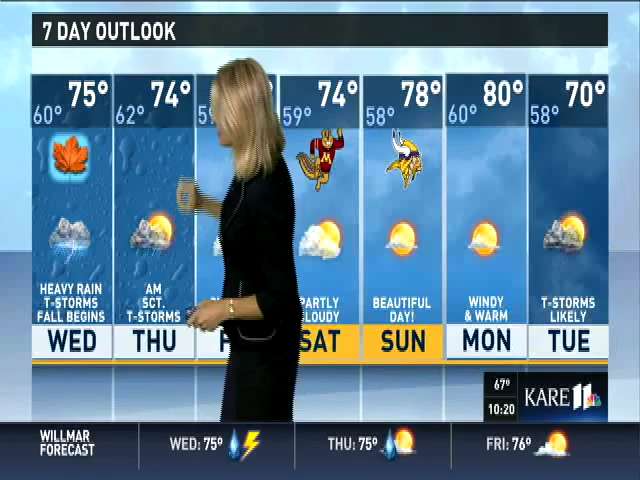 7 DAY OUTLOOK
75° 74° 74° 78° 80° 70°
60° 62° 59° 58° 60° 58°
M
HEAVY RAIN
T-STORMS
FALL BEGINS
AM
SCT.
T-STORMS
BEAUTIFUL
DAY!
WINDY
& WARM
T-STORMS
LIKELY
WED THU SAT SUN MON TUE
67°
10:20
KARE 11
WILLMAR
FORECAST
WED: 75°
THU: 75°
FRI: 76°